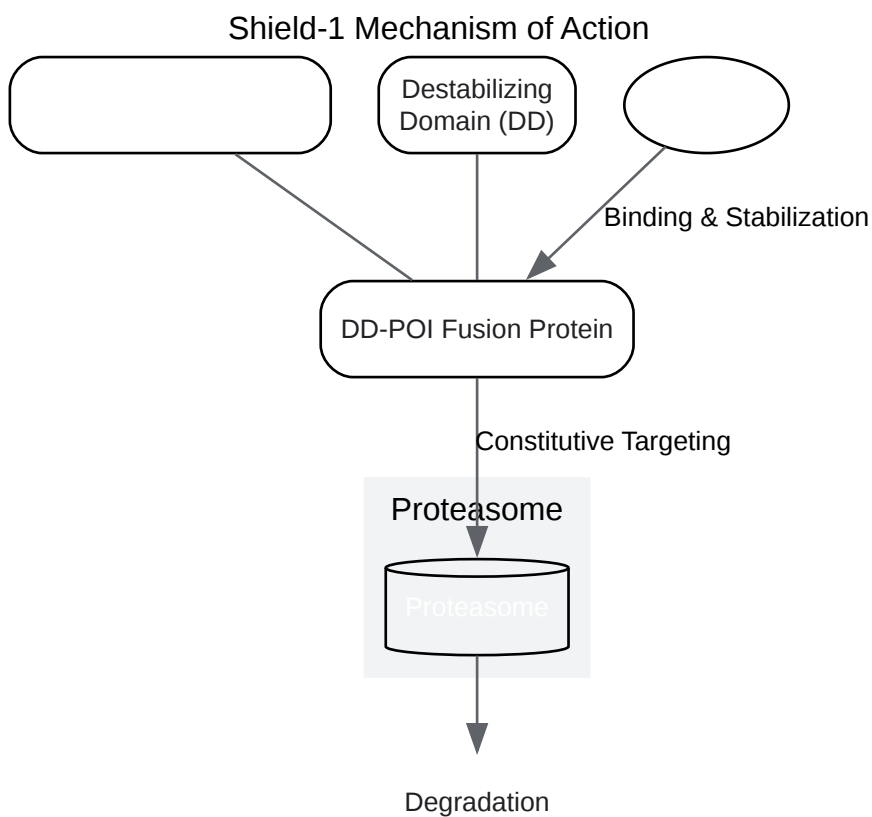 Shield-1 Mechanism of Action
Destabilizing
Domain (DD)
Binding & Stabilization
DD-POI Fusion Protein
Constitutive Targeting
Proteasome
Proteasome
Degradation